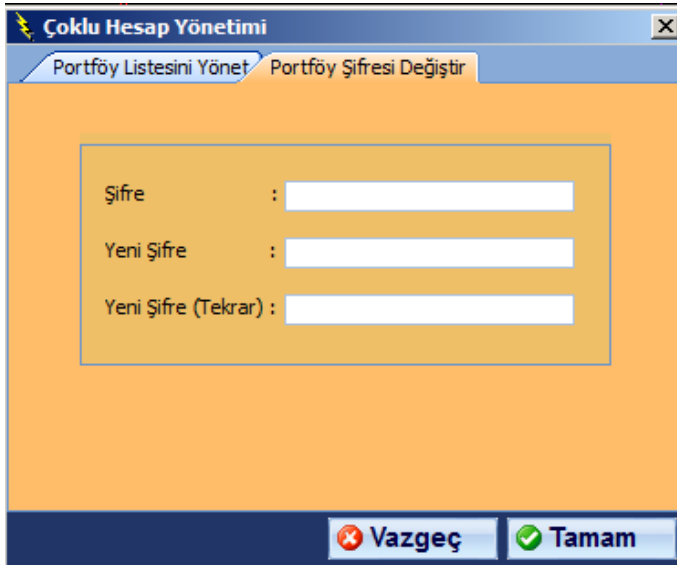 Çoklu Hesap Yönetimi
Portföy Listesini Yönet Portföy Şifresi Değiştir
Şifre :
Yeni Şifre :
Yeni Şifre (Tekrar) :
Vazgeç Tamam